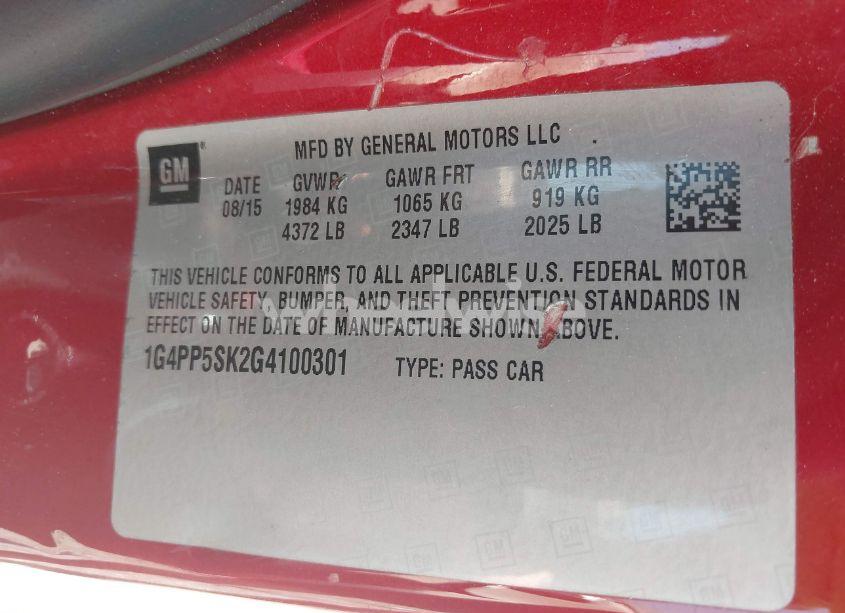 MFD BY GENERAL MOTORS LLC
GM
DATE GVWR GAWR FRT GAWR RR
08/15 1984 KG 1065 KG 919 KG
4372 LB 2347 LB 2025 LB
THIS VEHICLE CONFORMS TO ALL APPLICABLE U.S. FEDERAL MOTOR
VEHICLE SAFETY, BUMPER, AND THEFT PREVENTION STANDARDS IN
EFFECT ON THE DATE OF MANUFACTURE SHOWN ABOVE.
1G4PP5SK2G4100301 TYPE: PASS CAR